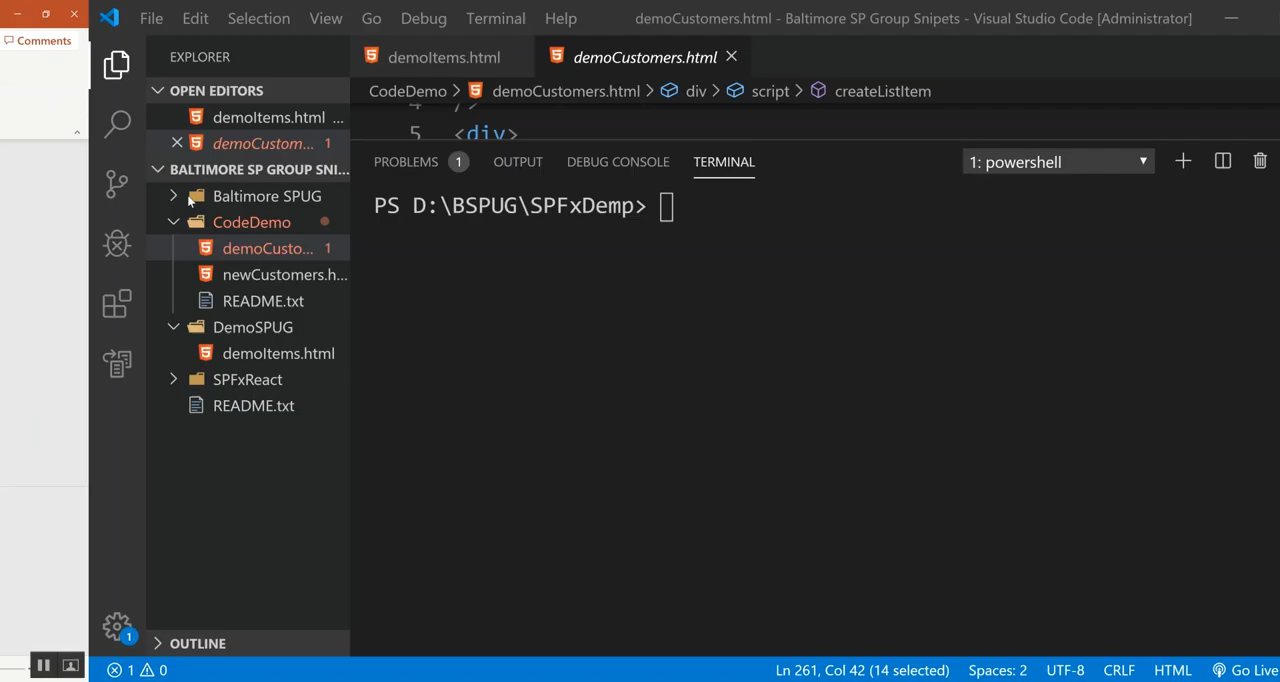 Comments
File Edit Selection View Go Debug Terminal Help
demoCustomers.html - Baltimore SP Group Snipets - Visual Studio Code [Administrator]
EXPLORER
demoItems.html
demoCustomers.html
OPEN EDITORS
demoItems.html ...
demoCustom... 1
BALTIMORE SP GROUP SNI...
Baltimore SPUG
CodeDemo
demoCusto... 1
newCustomers.h...
README.txt
DemoSPUG
demoItems.html
SPFxReact
README.txt
OUTLINE
CodeDemo > demoCustomers.html > div > script > createListItem
5 <div>
PROBLEMS 1 OUTPUT DEBUG CONSOLE TERMINAL
1: powershell
PS D:\BSPUG\SPFxDemp>
1
1 0
Ln 261, Col 42 (14 selected) Spaces: 2 UTF-8 CRLF HTML Go Live